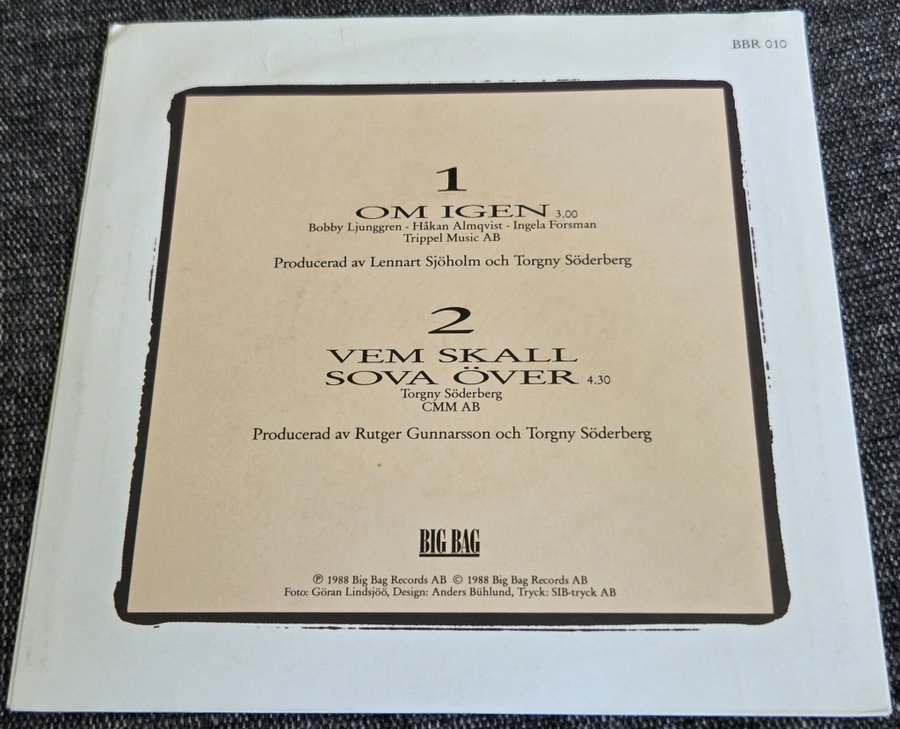 BBR 010
1
OM IGEN 3.00
Bobby Ljunggren - Håkan Almqvist - Ingela Forsman
Trippel Music AB
Producerad av Lennart Sjöholm och Torgny Söderberg
2
VEM SKALL
SOVA ÖVER 4.30
Torgny Söderberg
CMM AB
Producerad av Rutger Gunnarsson och Torgny Söderberg
BIG BAG
℗ 1988 Big Bag Records AB © 1988 Big Bag Records AB
Foto: Göran Lindsjöö, Design: Anders Bühlund, Tryck: SIB-tryck AB